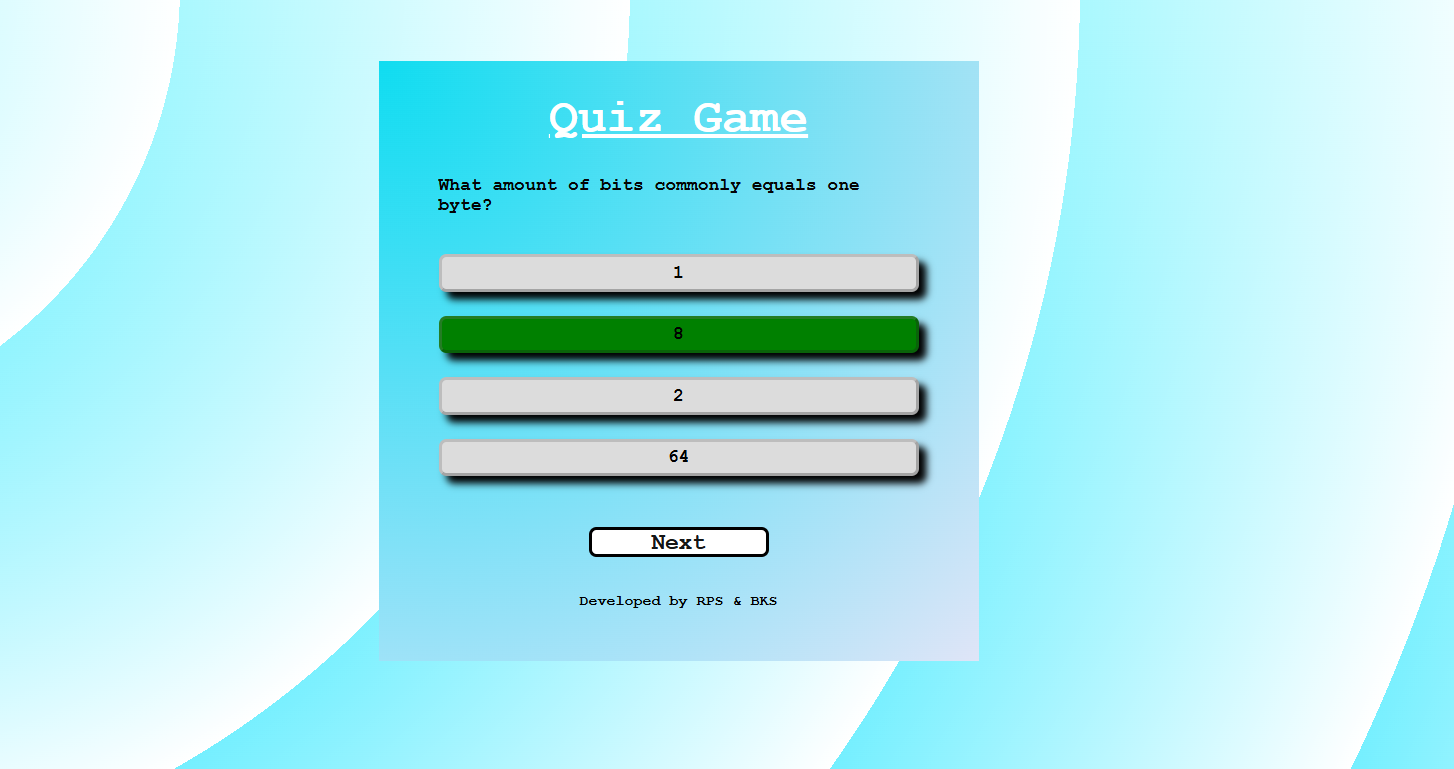 Quiz Game
What amount of bits commonly equals one
byte?
1
8
2
64
Next
Developed by RPS & BKS